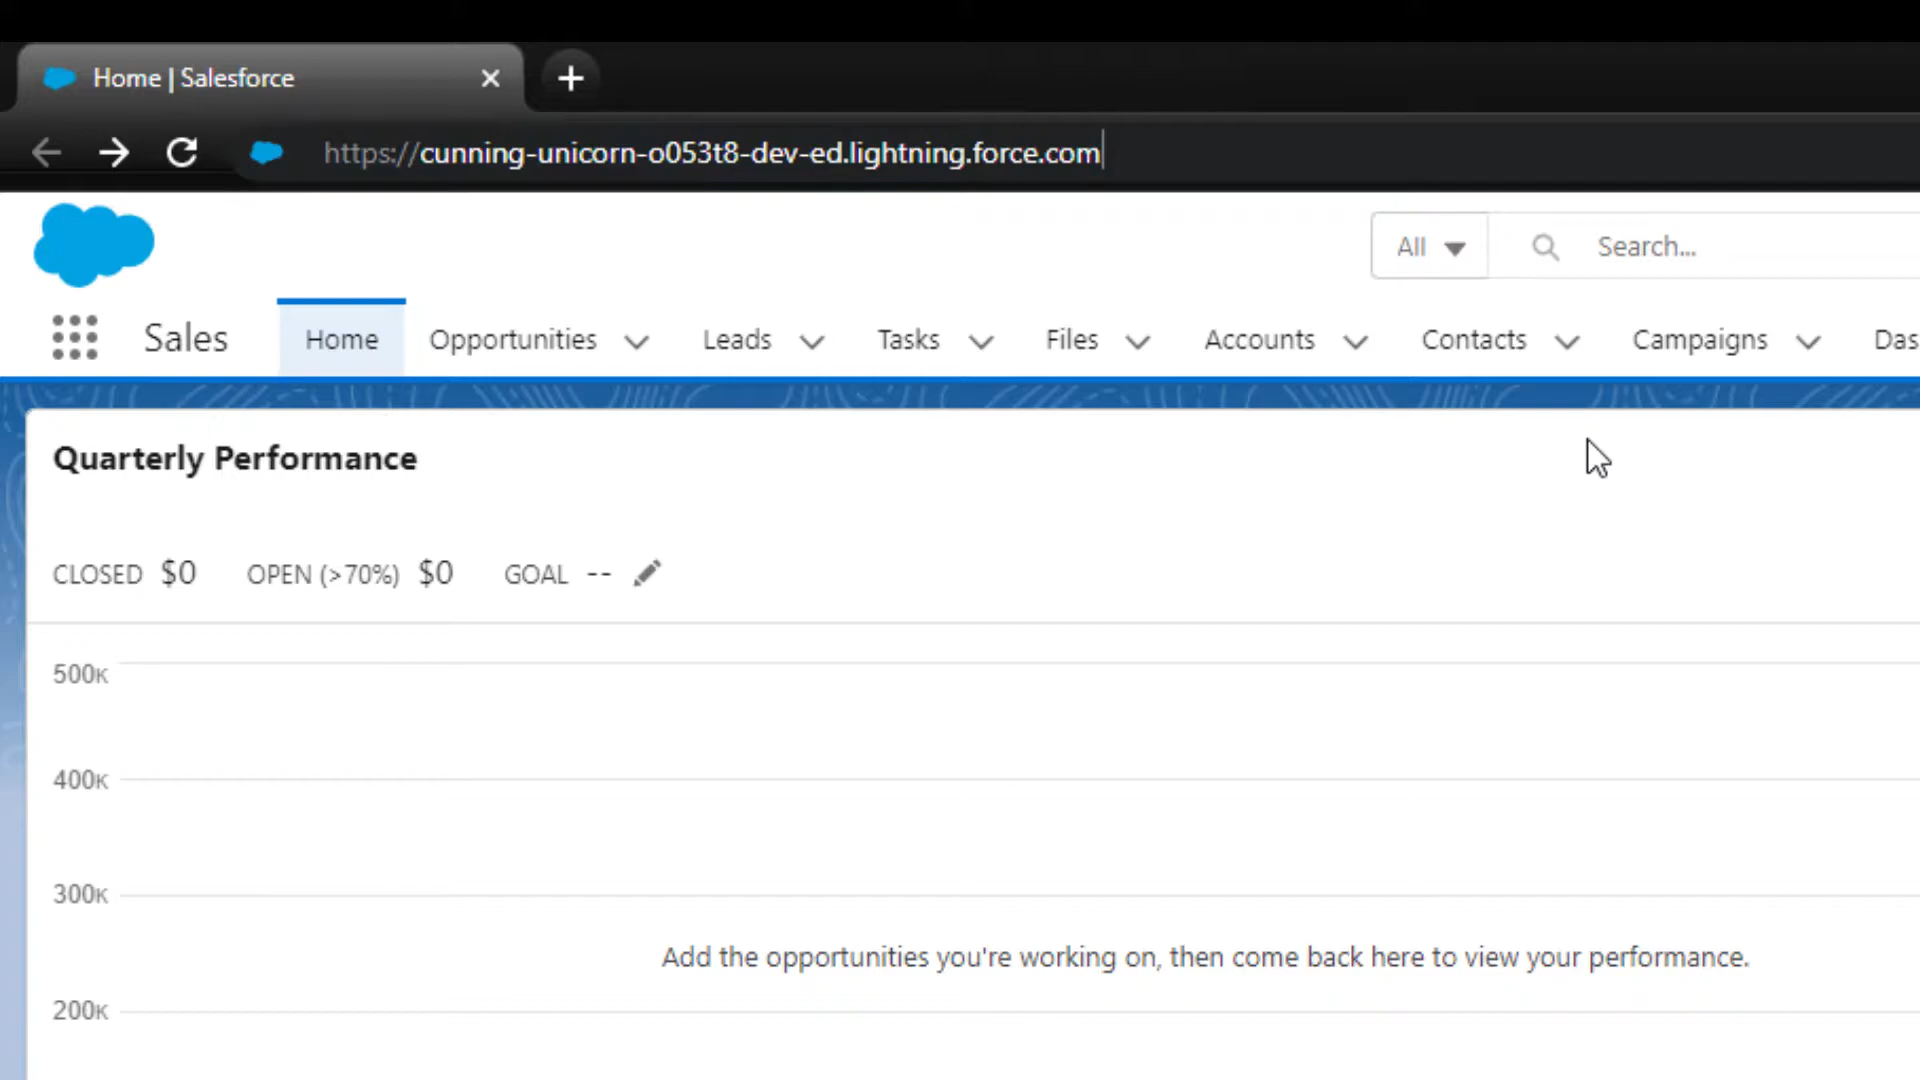 Home | Salesforce
https://cunning-unicorn-o053t8-dev-ed.lightning.force.com
All Search...
Sales Home Opportunities Leads Tasks Files Accounts Contacts Campaigns Das
Quarterly Performance
CLOSED $0 OPEN (>70%) $0 GOAL --
500K
400K
300K
Add the opportunities you're working on, then come back here to view your performance.
200K